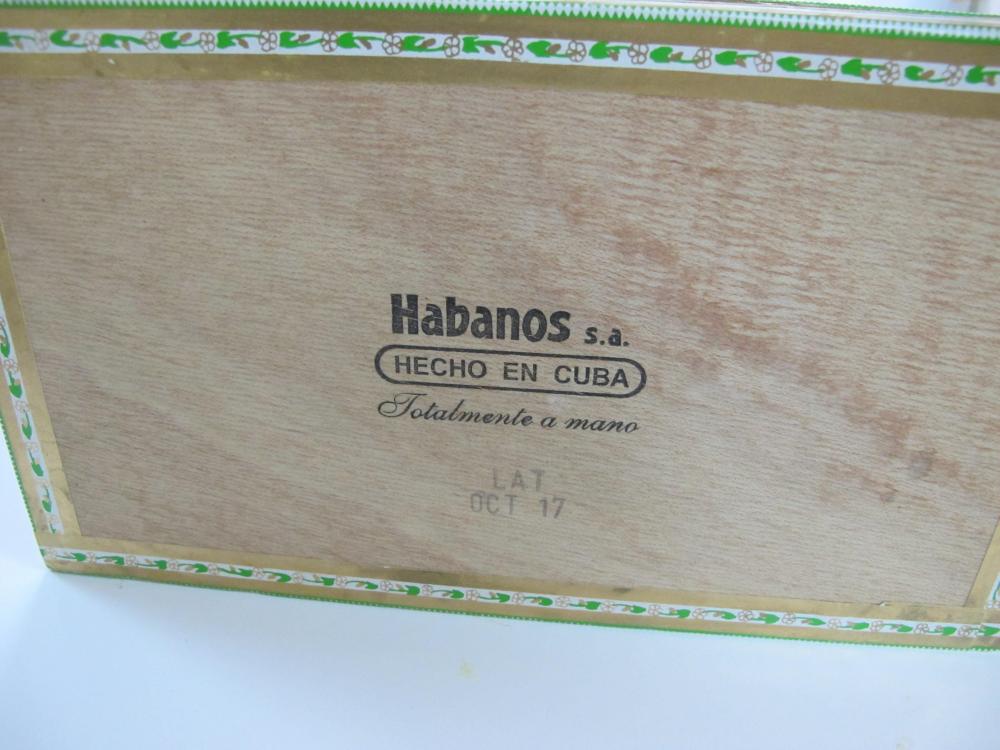 Habanos s.a.
HECHO EN CUBA
Totalmente a mano
LAT
OCT 17